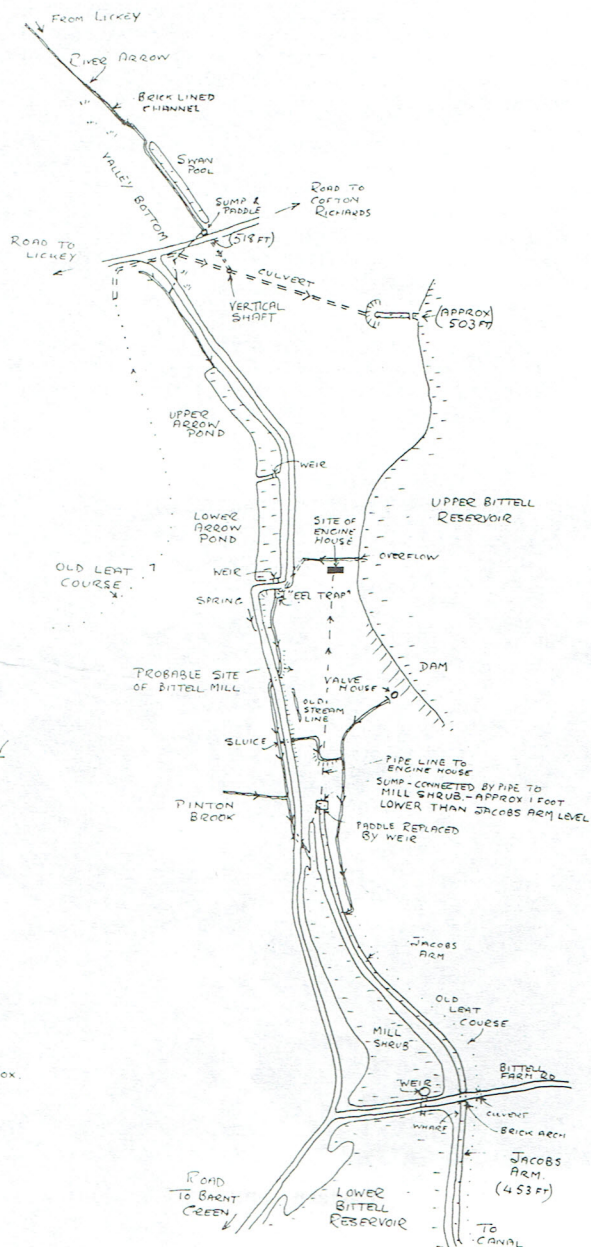 FROM LICKEY
RIVER ARROW
BRICK LINED
CHANNEL
SWAN
POOL
VALLEY BOTTOM
SUMP &
PADDLE
ROAD TO
COFTON
RICHARDS
ROAD TO
LICKEY
(518 FT)
CULVERT
VERTICAL
SHAFT
(APPROX)
503 FT)
UPPER
ARROW
POND
WEIR
UPPER BITTELL
RESERVOIR
LOWER
ARROW
POND
SITE OF
ENGINE
HOUSE
OVERFLOW
WEIR
OLD LEAT ?
COURSE.
SPRING
"EEL TRAP"
PROBABLE SITE
OF BITTELL MILL
DAM
VALVE
HOUSE
OLD
STREAM
LINE
SLUICE
PIPE LINE TO
ENGINE HOUSE
SUMP-CONNECTED BY PIPE TO
MILL SHRUB.-APPROX 1 FOOT
LOWER THAN JACOBS ARM LEVEL
PINTON
BROOK
PADDLE REPLACED
BY WEIR
JACOBS
ARM
OLD
LEAT
COURSE
MILL
SHRUB
BITTELL
FARM RD
OX.
WEIR
CULVERT
WHARF
BRICK ARCH
JACOBS
ARM.
(453 FT)
ROAD
TO BARNT
GREEN
LOWER
BITTELL
RESERVOIR
TO
CANAL